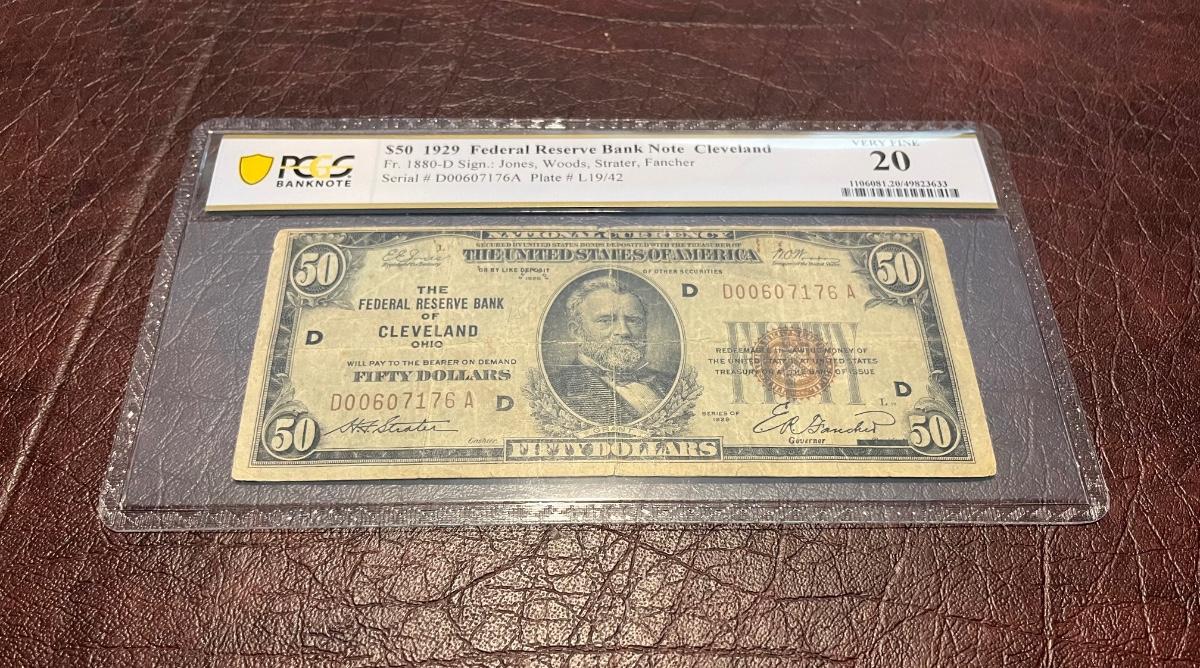 PCGS
BANKNOTE
$50 1929 Federal Reserve Bank Note Cleveland
Fr. 1880-D Sign.: Jones, Woods, Strater, Fancher
Serial # D00607176A Plate # L19/42
VERY FINE
20
1106081.20/49823633
NATIONAL CURRENCY
SECURED BY UNITED STATES BONDS DEPOSITED WITH THE TREASURER OF
THE UNITED STATES OF AMERICA
OR BY LIKE DEPOSIT OF OTHER SECURITIES
50
50
THE
FEDERAL RESERVE BANK
OF
CLEVELAND
OHIO
D
WILL PAY TO THE BEARER ON DEMAND
FIFTY DOLLARS
D00607176 A
D
H.F. Strater
Cashier
D
D00607176 A
REDEEMABLE IN LAWFUL MONEY OF
THE UNITED STATES AT UNITED STATES
TREASURY OR AT THE BANK OF ISSUE
FIFTY
D
SERIES OF
1929
E R Fancher
Governor
GRANT
50
FIFTY DOLLARS
50